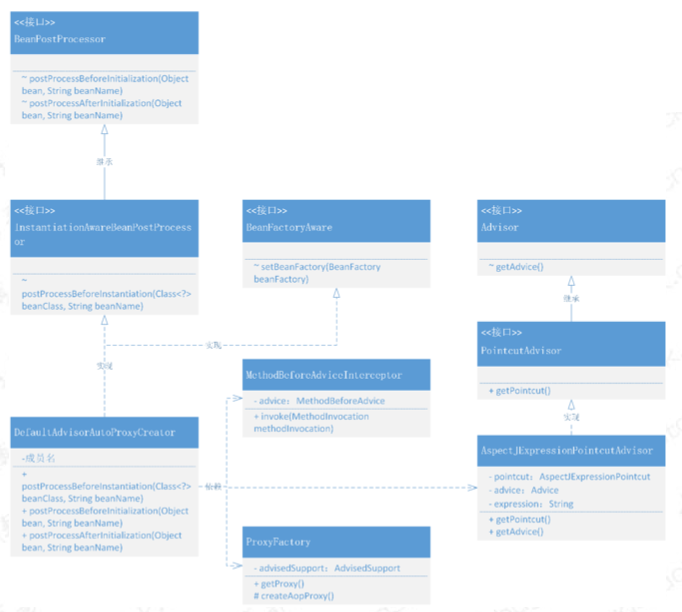 <<接口>>
BeanPostProcessor
~ postProcessBeforeInitialization(Object
bean, String beanName)
~ postProcessAfterInitialization(Object
bean, String beanName)
继承
<<接口>>
InstantiationAwareBeanPostProcess
or
~
postProcessBeforeInstantiation(Class<?>
beanClass, String beanName)
<<接口>>
BeanFactoryAware
~ setBeanFactory(BeanFactory
beanFactory)
<<接口>>
Advisor
~ getAdvice()
继承
<<接口>>
PointcutAdvisor
+ getPointcut()
实现
实现
实现
MethodBeforeAdviceInterceptor
- advice：MethodBeforeAdvice
+ invoke(MethodInvocation
methodInvocation)
DefaultAdvisorAutoProxyCreator
-成员名
+
postProcessBeforeInstantiation(Class<?>
beanClass, String beanName)
+ postProcessBeforeInitialization(Object
bean, String beanName)
+ postProcessAfterInitialization(Object
bean, String beanName)
依赖
AspectJExpressionPointcutAdvisor
- pointcut：AspectJExpressionPointcut
- advice：Advice
- expression：String
+ getPointcut()
+ getAdvice()
ProxyFactory
- advisedSupport：AdvisedSupport
+ getProxy()
# createAopProxy()